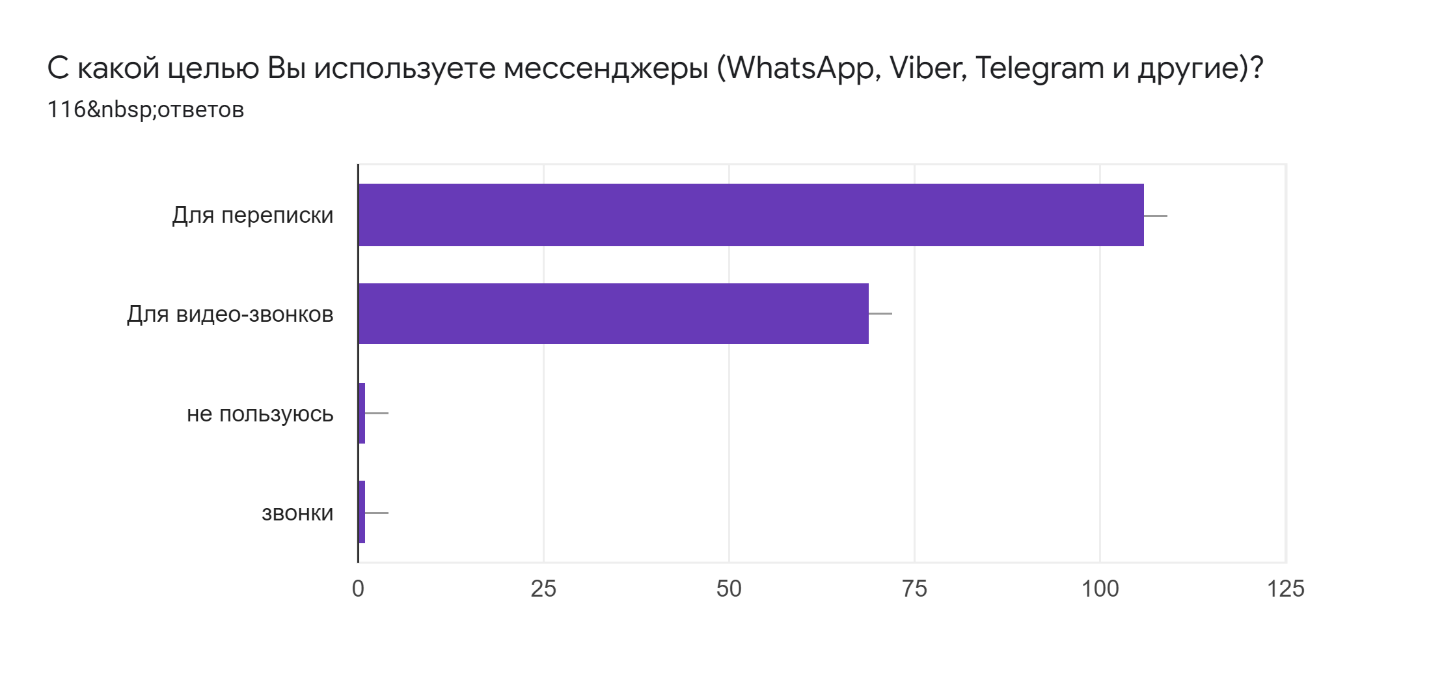 С какой целью Вы используете мессенджеры (WhatsApp, Viber, Telegram и другие)?
116&nbsp;ответов
Для переписки
Для видео-звонков
не пользуюсь
звонки
0 25 50 75 100 125